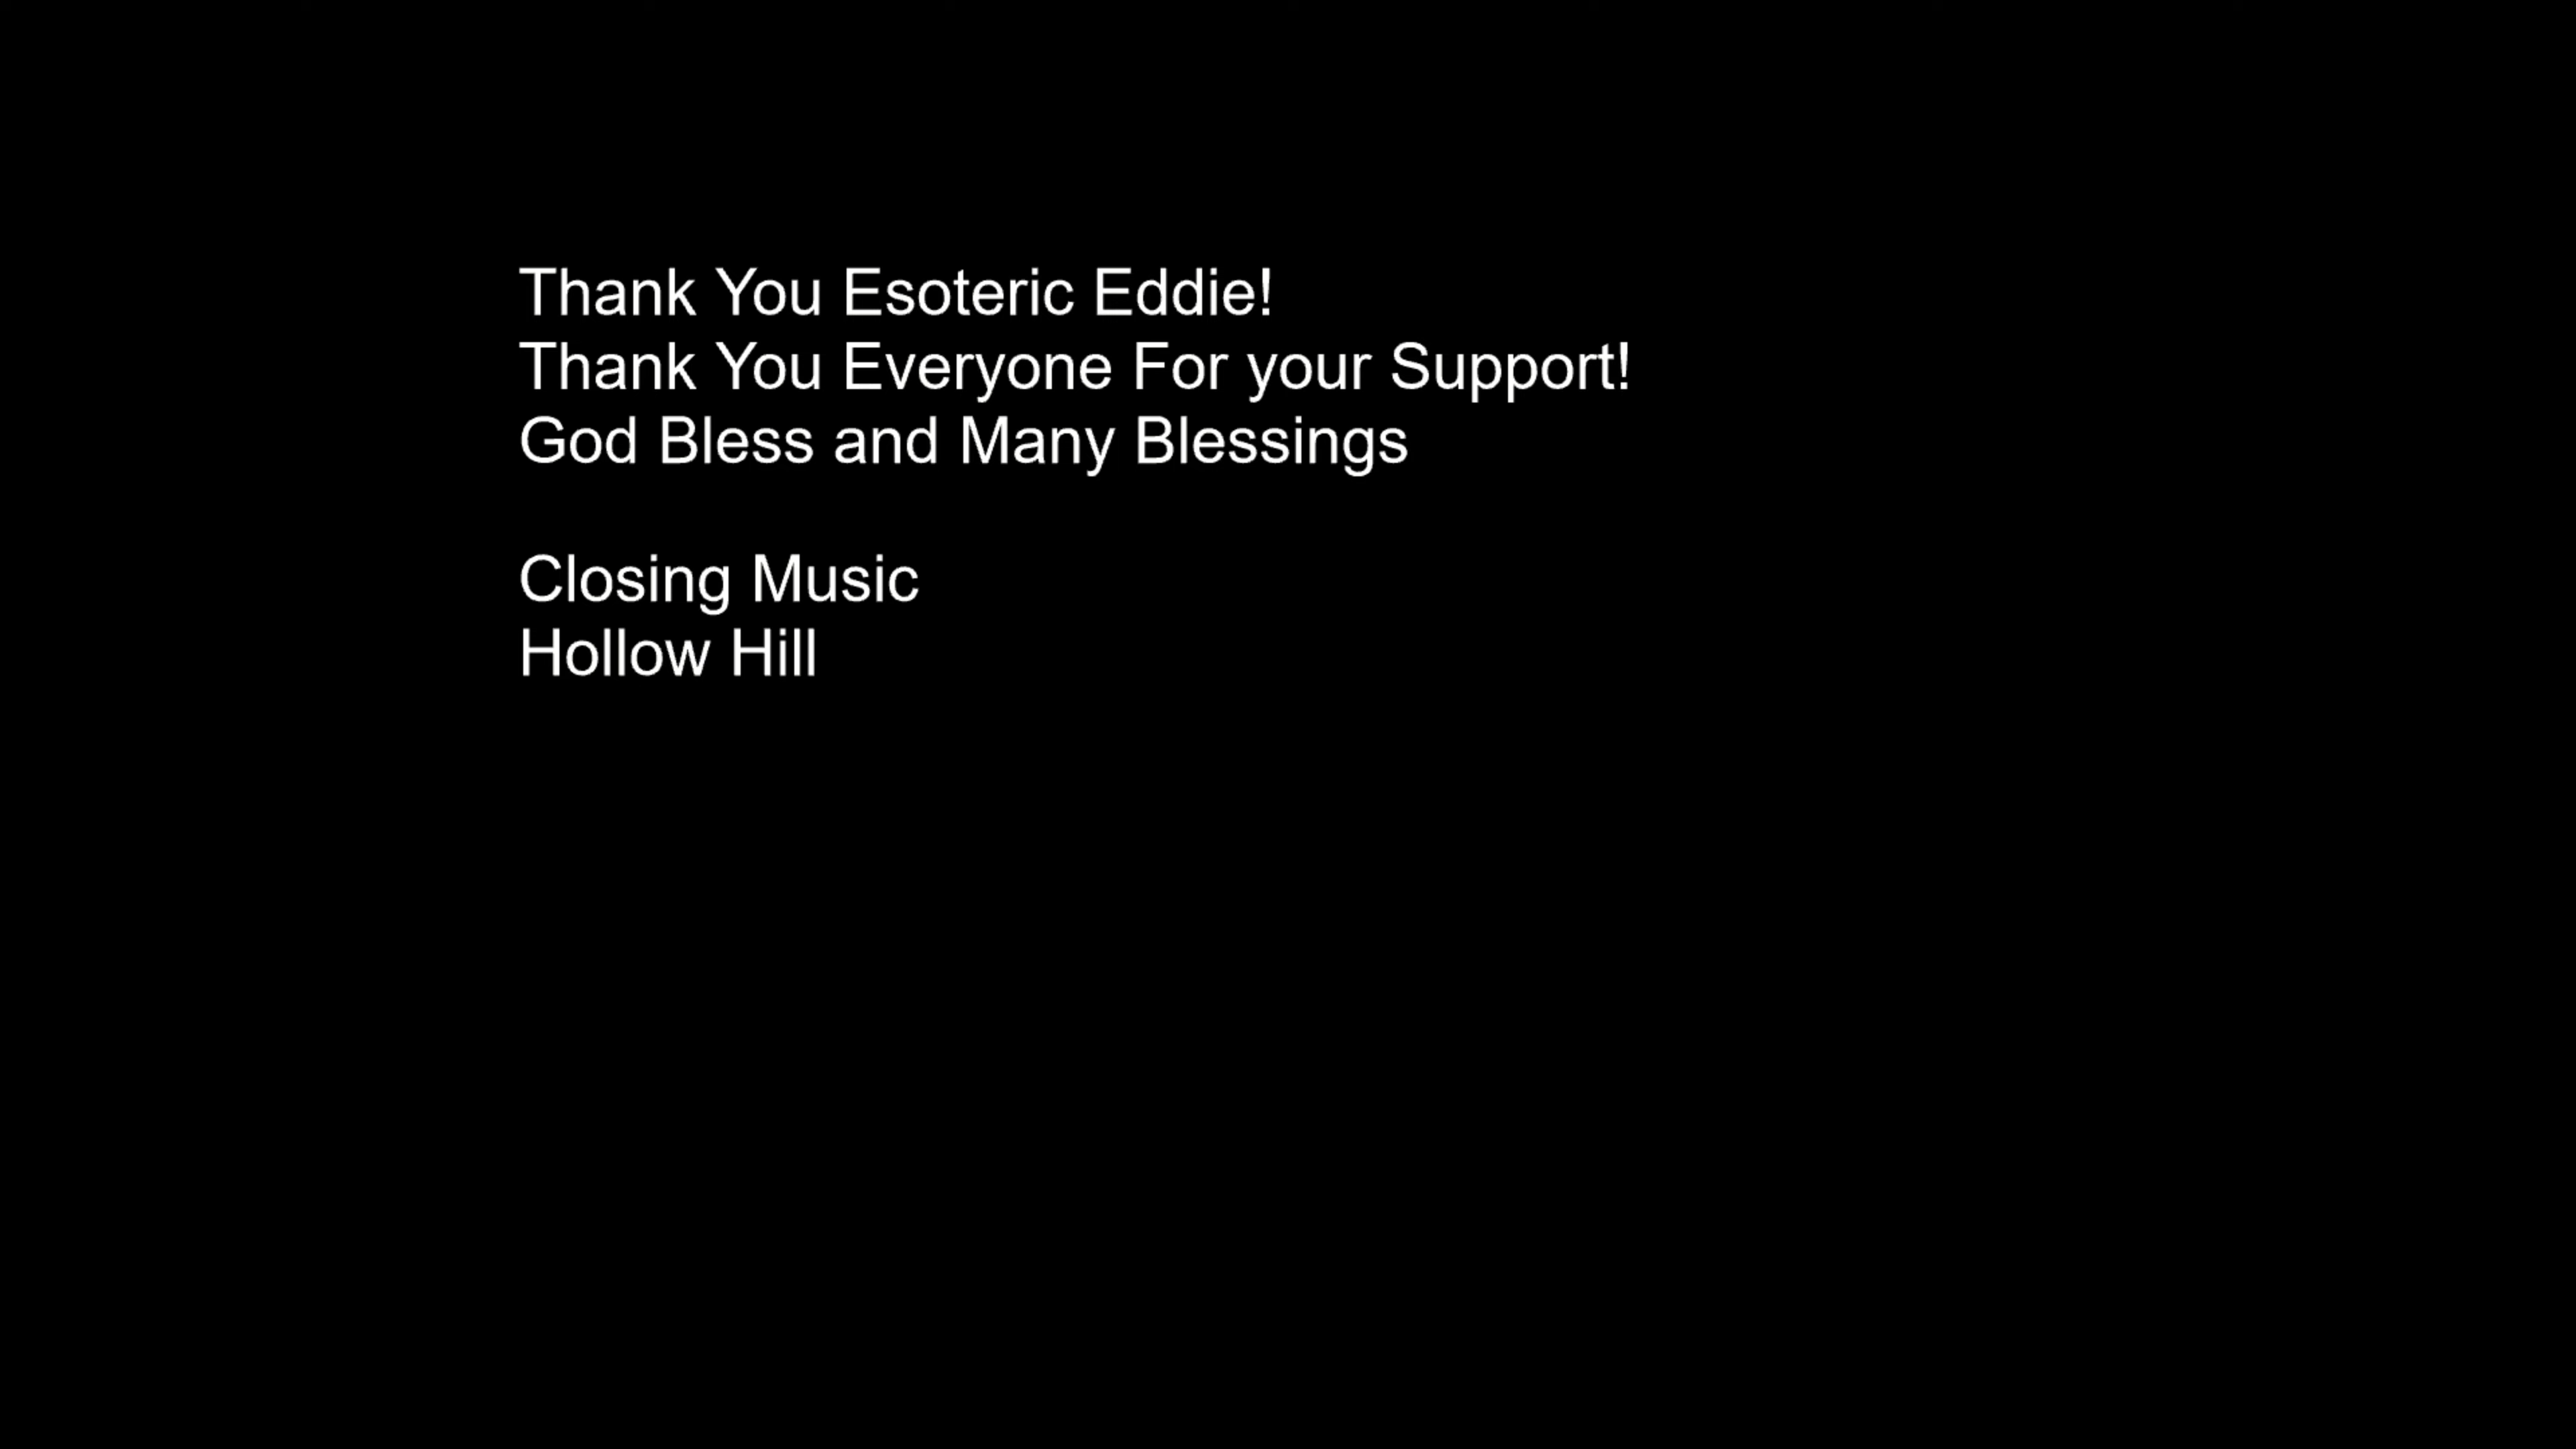 Thank You Esoteric Eddie!
Thank You Everyone For your Support!
God Bless and Many Blessings
Closing Music
Hollow Hill